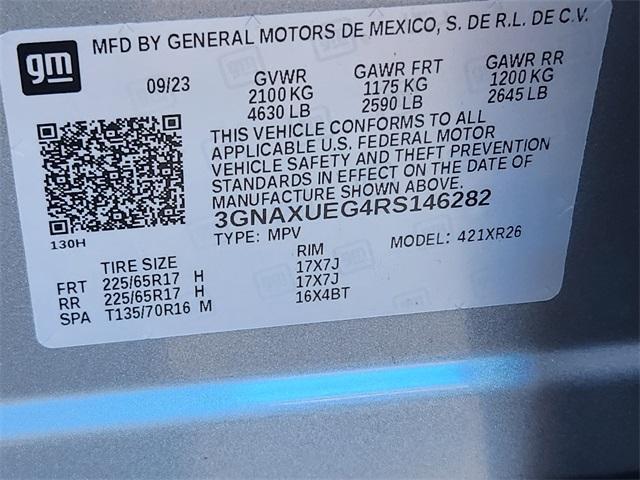 MFD BY GENERAL MOTORS DE MEXICO, S. DE R.L. DE C.V.
gm
09/23
GVWR GAWR FRT GAWR RR
2100 KG 1175 KG 1200 KG
4630 LB 2590 LB 2645 LB
THIS VEHICLE CONFORMS TO ALL
APPLICABLE U.S. FEDERAL MOTOR
VEHICLE SAFETY AND THEFT PREVENTION
STANDARDS IN EFFECT ON THE DATE OF
MANUFACTURE SHOWN ABOVE.
3GNAXUEG4RS146282
130H
TYPE: MPV MODEL: 421XR26
TIRE SIZE RIM
FRT 225/65R17 H 17X7J
RR 225/65R17 H 17X7J
SPA T135/70R16 M 16X4BT